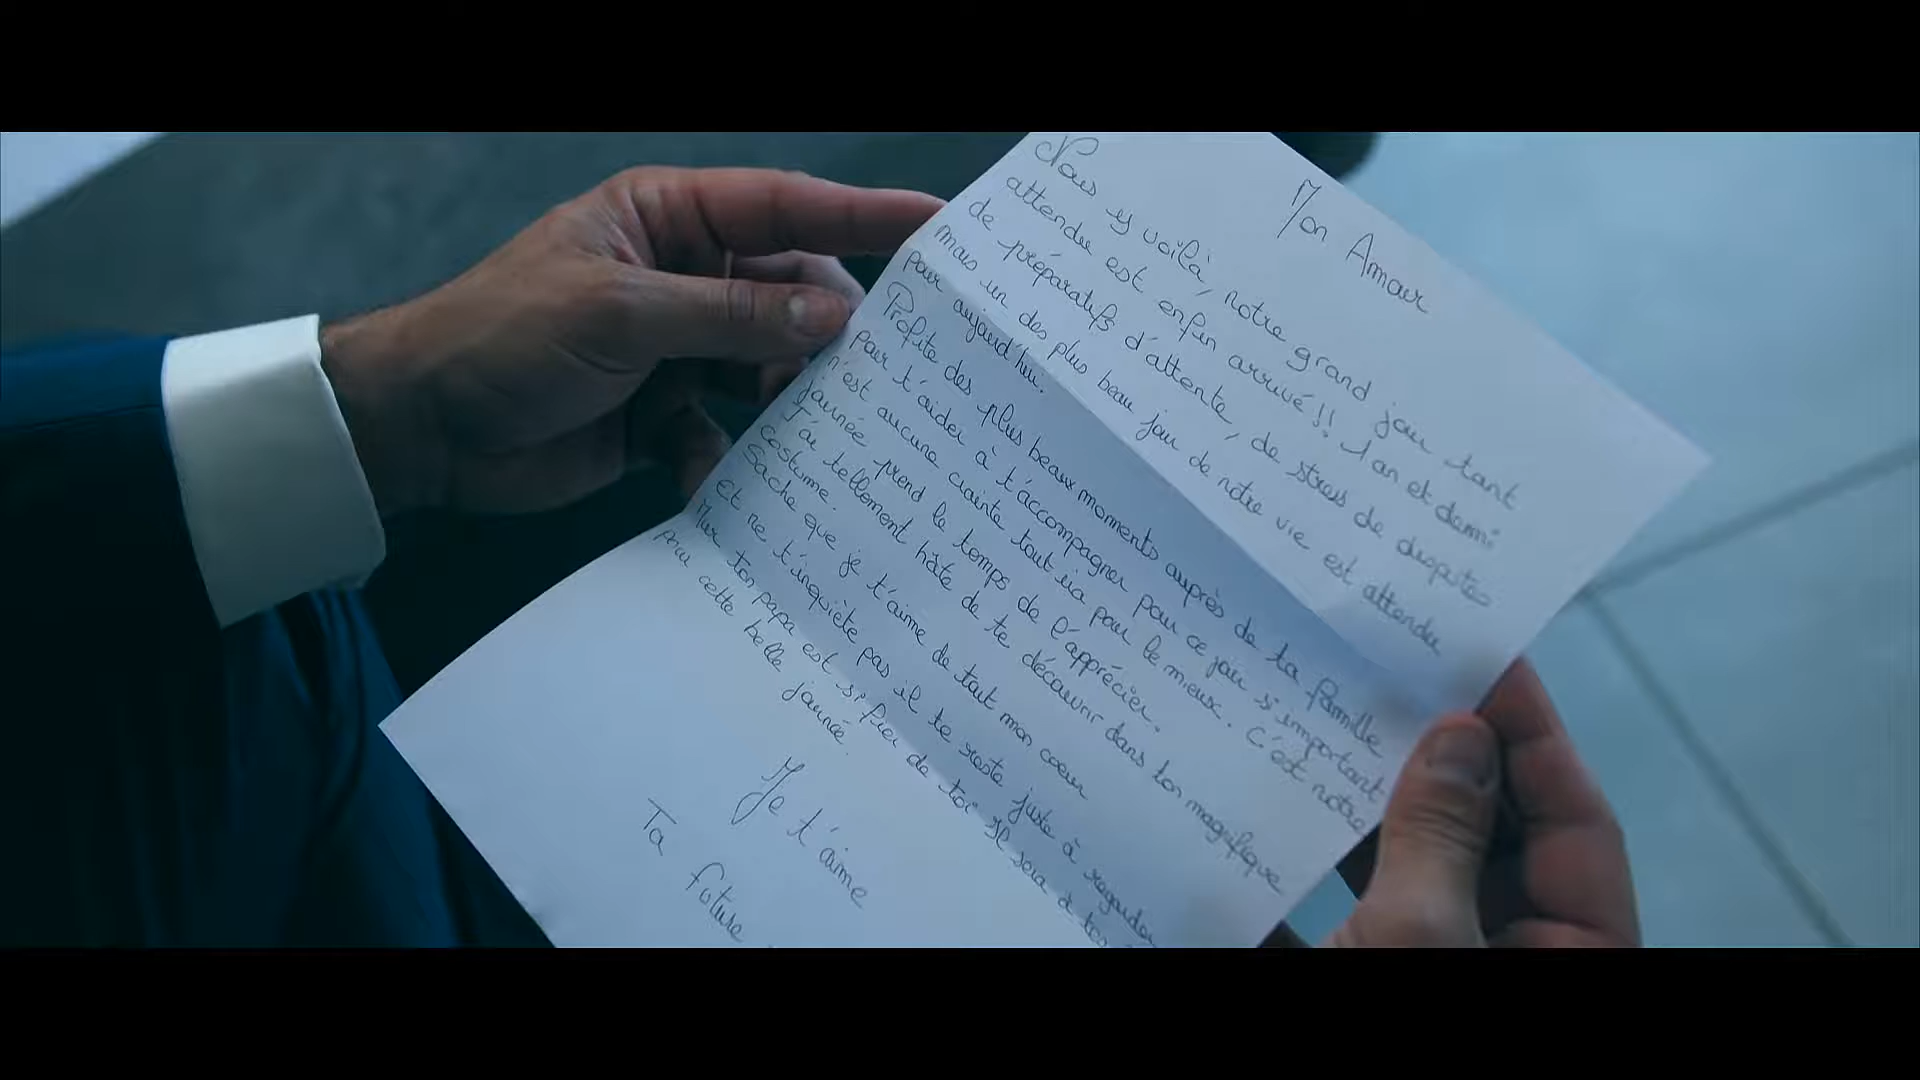 Mon Amour
Nous y voilà, notre grand jour tant
attendu est enfin arrivé !! 1 an et demi
de préparatifs d'attente, de stress de disputes
mais un des plus beau jour de notre vie est attendu
pour aujourd'hui.
Profite des plus beaux moments auprès de ta famille
pour t'aider à t'accompagner pour ce jour si important
n'est aucune crainte tout ira pour le mieux. C'est notre
journée prend le temps de l'apprécier.
J'ai tellement hâte de te découvrir dans ton magnifique
costume.
Sache que je t'aime de tout mon coeur
Et ne t'inquiète pas il te reste juste à regarder
ton papa est si fier de toi Il sera à tes
pour cette belle journée.
Je t'aime
Ta future